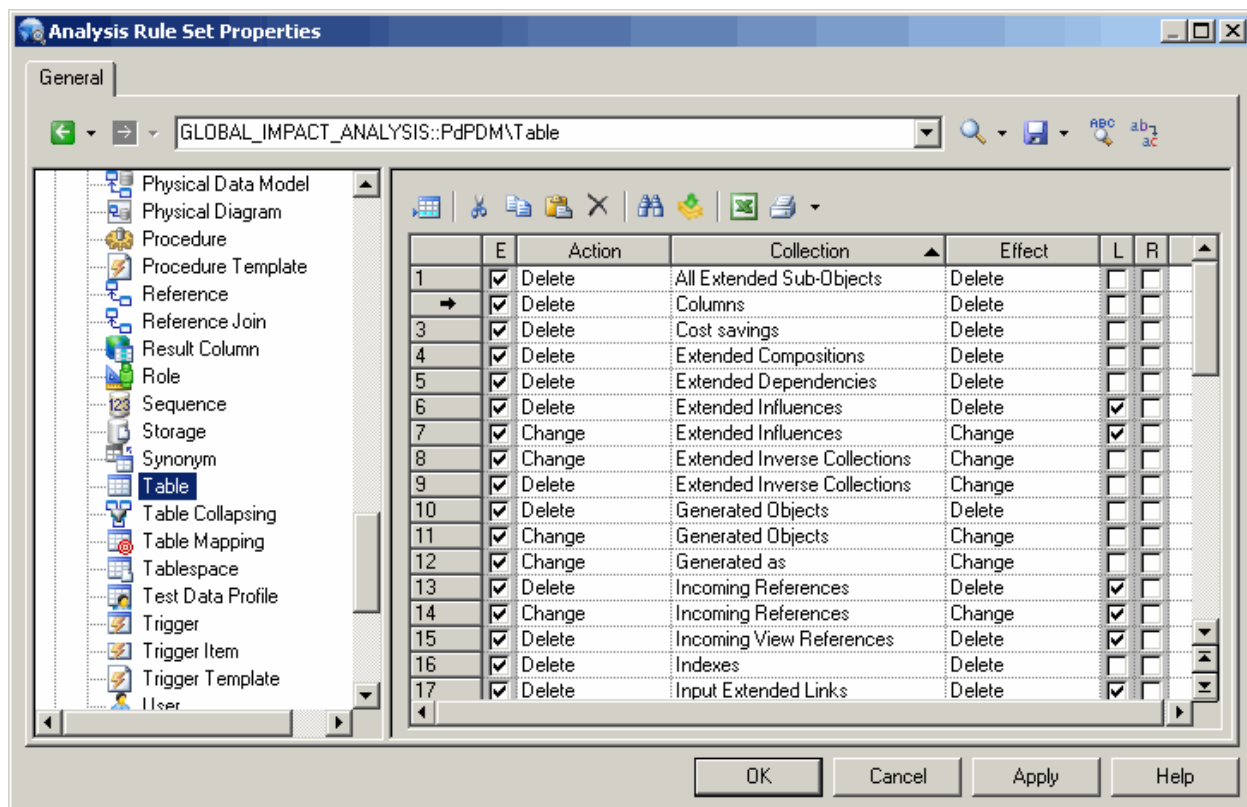 Analysis Rule Set Properties
General
GLOBAL_IMPACT_ANALYSIS::PdPDM\Table
ABC
ab
ac
Physical Data Model
Physical Diagram
Procedure
Procedure Template
Reference
Reference Join
Result Column
Role
123 Sequence
Storage
Synonym
Table
Table Collapsing
Table Mapping
Tablespace
Test Data Profile
Trigger
Trigger Item
Trigger Template
User
E Action Collection Effect L R
1 Delete All Extended Sub-Objects Delete
Delete Columns Delete
3 Delete Cost savings Delete
4 Delete Extended Compositions Delete
5 Delete Extended Dependencies Delete
6 Delete Extended Influences Delete
7 Change Extended Influences Change
8 Change Extended Inverse Collections Change
9 Delete Extended Inverse Collections Change
10 Delete Generated Objects Delete
11 Change Generated Objects Change
12 Change Generated as Change
13 Delete Incoming References Delete
14 Change Incoming References Change
15 Delete Incoming View References Delete
16 Delete Indexes Delete
17 Delete Input Extended Links Delete
OK Cancel Apply Help